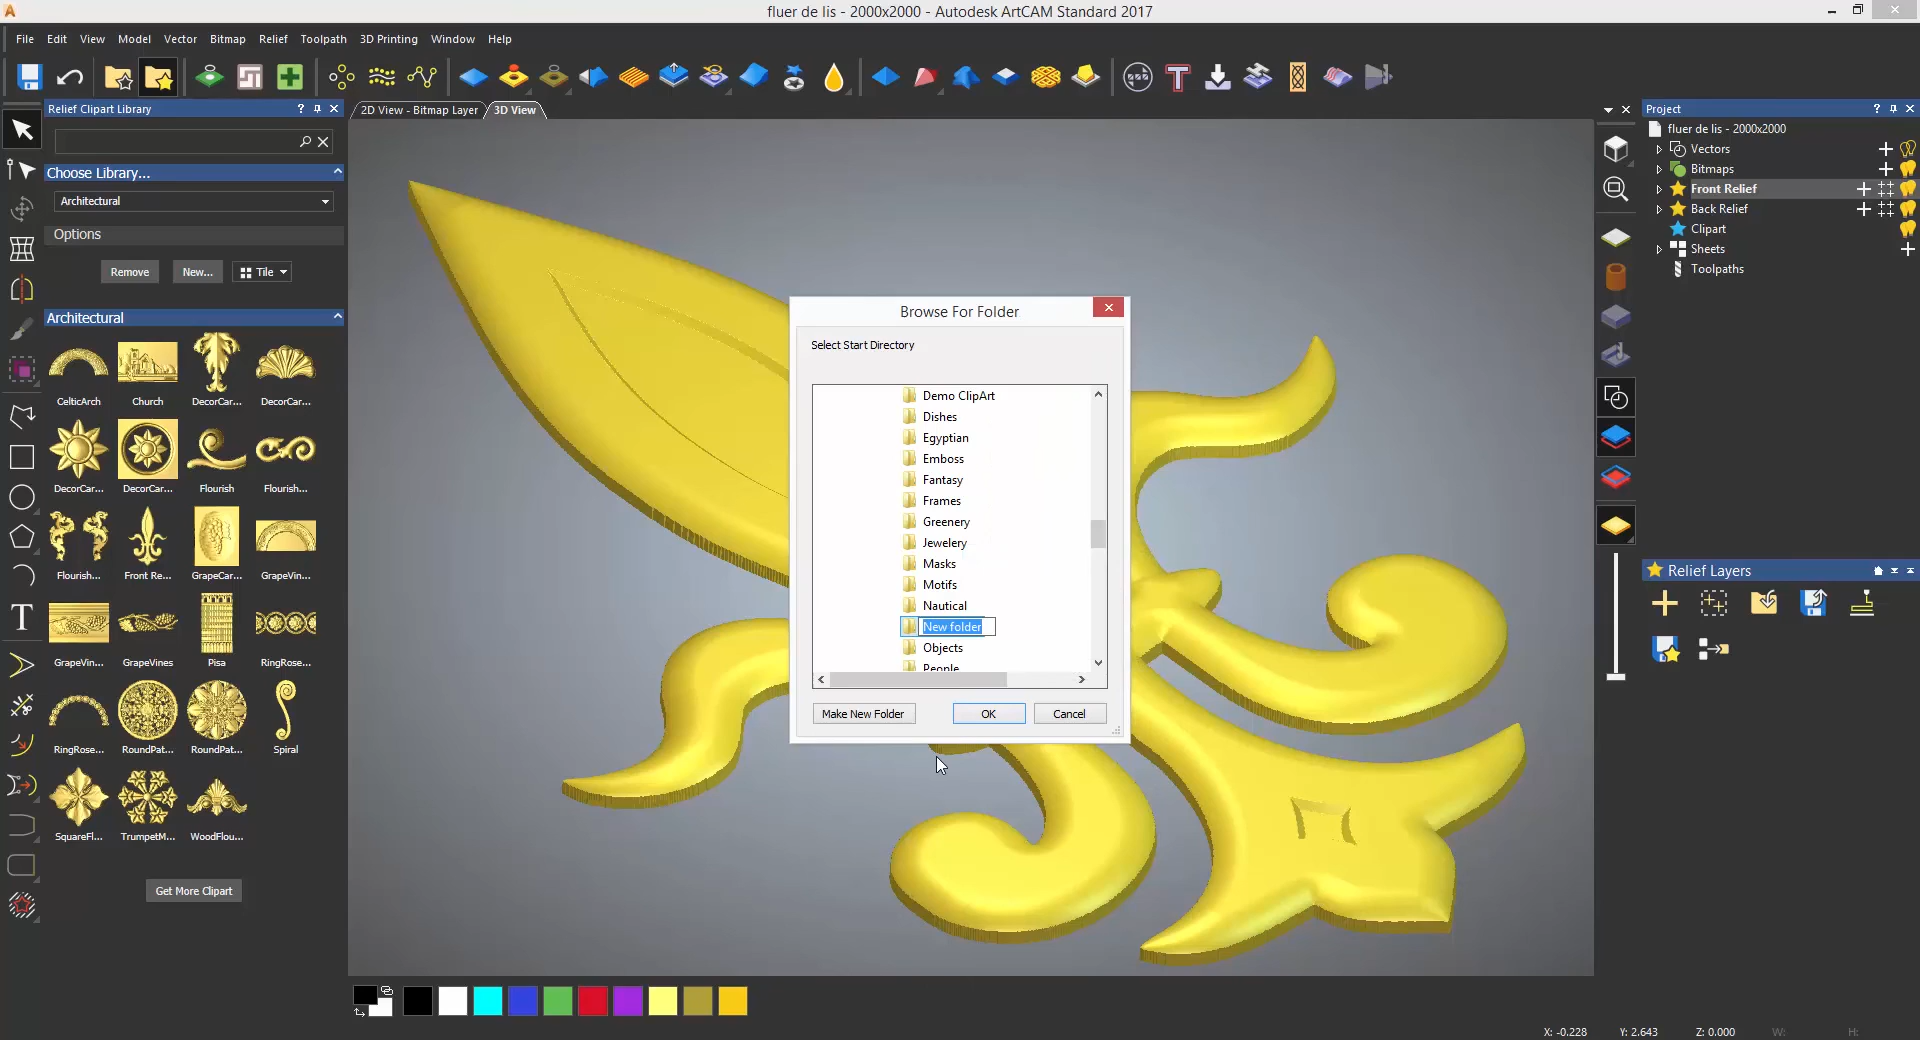 fluer de lis - 2000x2000 - Autodesk ArtCAM Standard 2017
File Edit View Model Vector Bitmap Relief Toolpath 3D Printing Window Help
Relief Clipart Library
Choose Library...
Architectural
Options
Remove New... Tile
Architectural
CelticArch Church DecorCar... DecorCar...
DecorCar... DecorCar... Flourish Flourish...
Flourish... Front Re... GrapeCar... GrapeVin...
GrapeVin... GrapeVines Pisa RingRose...
RingRose... RoundPat... RoundPat... Spiral
SquareFl... TrumpetM... WoodFlou...
Get More Clipart
2D View - Bitmap Layer 3D View
Browse For Folder
Select Start Directory
Demo ClipArt
Dishes
Egyptian
Emboss
Fantasy
Frames
Greenery
Jewelery
Masks
Motifs
Nautical
New folder
Objects
People
Make New Folder OK Cancel
Project
fluer de lis - 2000x2000
Vectors
Bitmaps
Front Relief
Back Relief
Clipart
Sheets
Toolpaths
Relief Layers
X: -0.228 Y: 2.643 Z: 0.000 W: H: